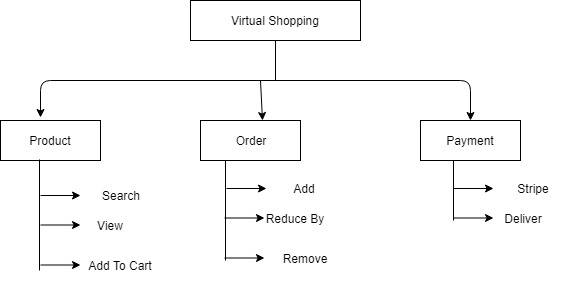 Virtual Shopping
Product
Order
Payment
Search
View
Add To Cart
Add
Reduce By
Remove
Stripe
Deliver